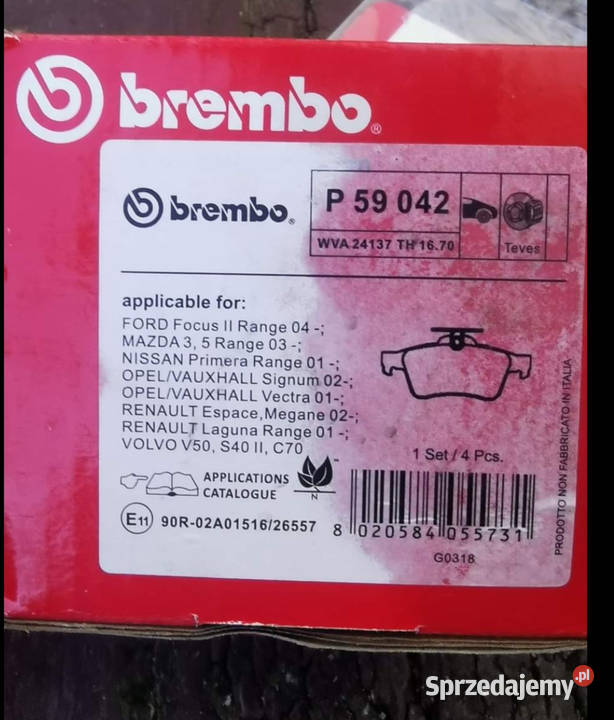 brembo®
brembo®
P 59 042
WVA 24137 TH 16.70
Teves
applicable for:
FORD Focus II Range 04 -;
MAZDA 3, 5 Range 03 -;
NISSAN Primera Range 01 -;
OPEL/VAUXHALL Signum 02-;
OPEL/VAUXHALL Vectra 01-;
RENAULT Espace,Megane 02-;
RENAULT Laguna Range 01 -;
VOLVO V50, S40 II, C70
1 Set / 4 Pcs.
APPLICATIONS
CATALOGUE
N
E11 90R-02A01516/26557
8 020584 055731
G0318
PRODOTTO NON FABBRICATO IN ITALIA
Sprzedajemy.pl